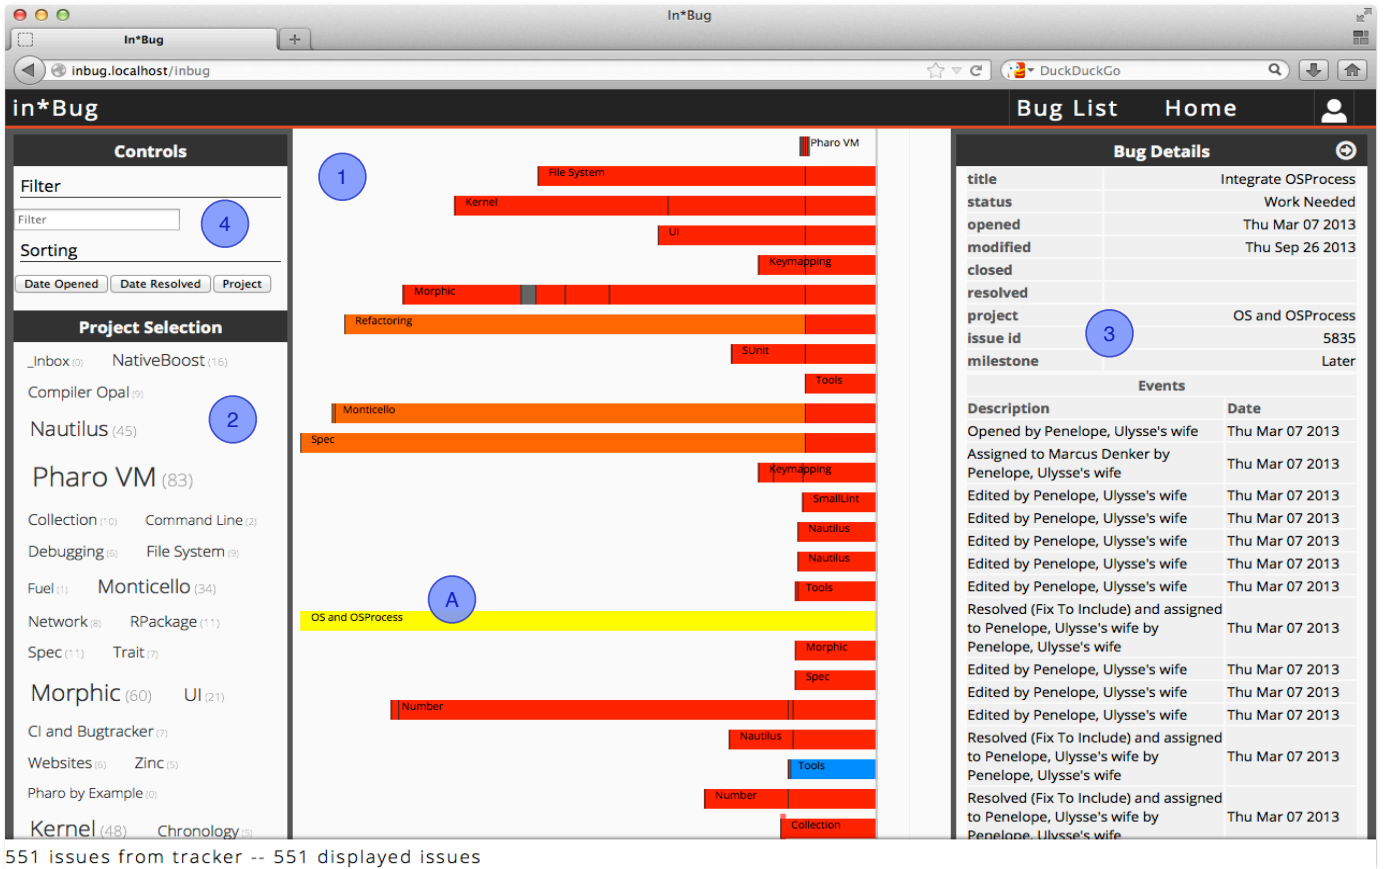 In*Bug
In*Bug
inbug.localhost/inbug
DuckDuckGo
in*Bug
Bug List
Home
Controls
Filter
Filter
4
Sorting
Date Opened
Date Resolved
Project
Project Selection
_Inbox (0)
NativeBoost (16)
Compiler Opal (9)
2
Nautilus (45)
Pharo VM (83)
Collection (10)
Command Line (2)
Debugging (6)
File System (9)
Fuel (1)
Monticello (34)
Network (8)
RPackage (11)
Spec (11)
Trait (7)
Morphic (60)
UI (21)
CI and Bugtracker (7)
Websites (6)
Zinc (5)
Pharo by Example (0)
Kernel (48)
Chronology (5)
1
Pharo VM
File System
Kernel
UI
Keymapping
Morphic
Refactoring
SUnit
Tools
Monticello
Spec
Keymapping
SmallLint
Nautilus
Nautilus
Tools
A
OS and OSProcess
Morphic
Spec
Number
Nautilus
Tools
Number
Collection
Bug Details
title Integrate OSProcess
status Work Needed
opened Thu Mar 07 2013
modified Thu Sep 26 2013
closed
resolved
project OS and OSProcess
3
issue id 5835
milestone Later
Events
Description Date
Opened by Penelope, Ulysse's wife Thu Mar 07 2013
Assigned to Marcus Denker by
Penelope, Ulysse's wife Thu Mar 07 2013
Edited by Penelope, Ulysse's wife Thu Mar 07 2013
Edited by Penelope, Ulysse's wife Thu Mar 07 2013
Edited by Penelope, Ulysse's wife Thu Mar 07 2013
Edited by Penelope, Ulysse's wife Thu Mar 07 2013
Edited by Penelope, Ulysse's wife Thu Mar 07 2013
Resolved (Fix To Include) and assigned
to Penelope, Ulysse's wife by Thu Mar 07 2013
Penelope, Ulysse's wife
Edited by Penelope, Ulysse's wife Thu Mar 07 2013
Edited by Penelope, Ulysse's wife Thu Mar 07 2013
Edited by Penelope, Ulysse's wife Thu Mar 07 2013
Resolved (Fix To Include) and assigned
to Penelope, Ulysse's wife by Thu Mar 07 2013
Penelope, Ulysse's wife
Resolved (Fix To Include) and assigned
to Penelope, Ulysse's wife by Thu Mar 07 2013
Penelope, Ulysse's wife
551 issues from tracker -- 551 displayed issues